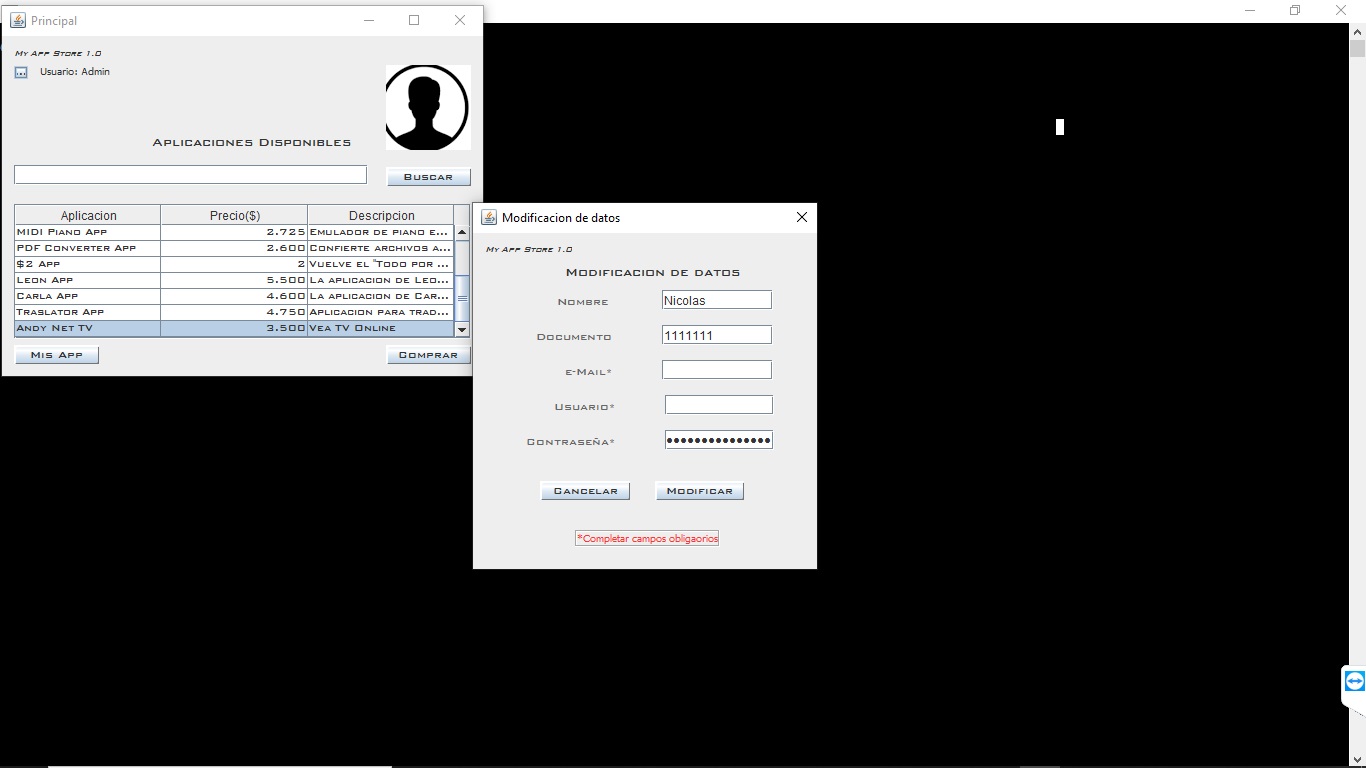 Principal
My App Store 1.0
... Usuario: Admin
Aplicaciones Disponibles
Buscar
Aplicacion Precio($) Descripcion
MIDI Piano App 2.725 Emulador de piano e...
PDF Converter App 2.600 Confierte archivos a...
$2 App 2 Vuelve el "Todo por ...
Leon App 5.500 La aplicacion de Leo...
Carla App 4.600 La aplicacion de Car...
Traslator App 4.750 Aplicacion para trad...
Andy Net TV 3.500 Vea TV Online
Mis App Comprar
Modificacion de datos
My App Store 1.0
Modificacion de datos
Nombre Nicolas
Documento 1111111
e-Mail*
Usuario*
Contraseña*
Cancelar Modificar
*Completar campos obligaorios